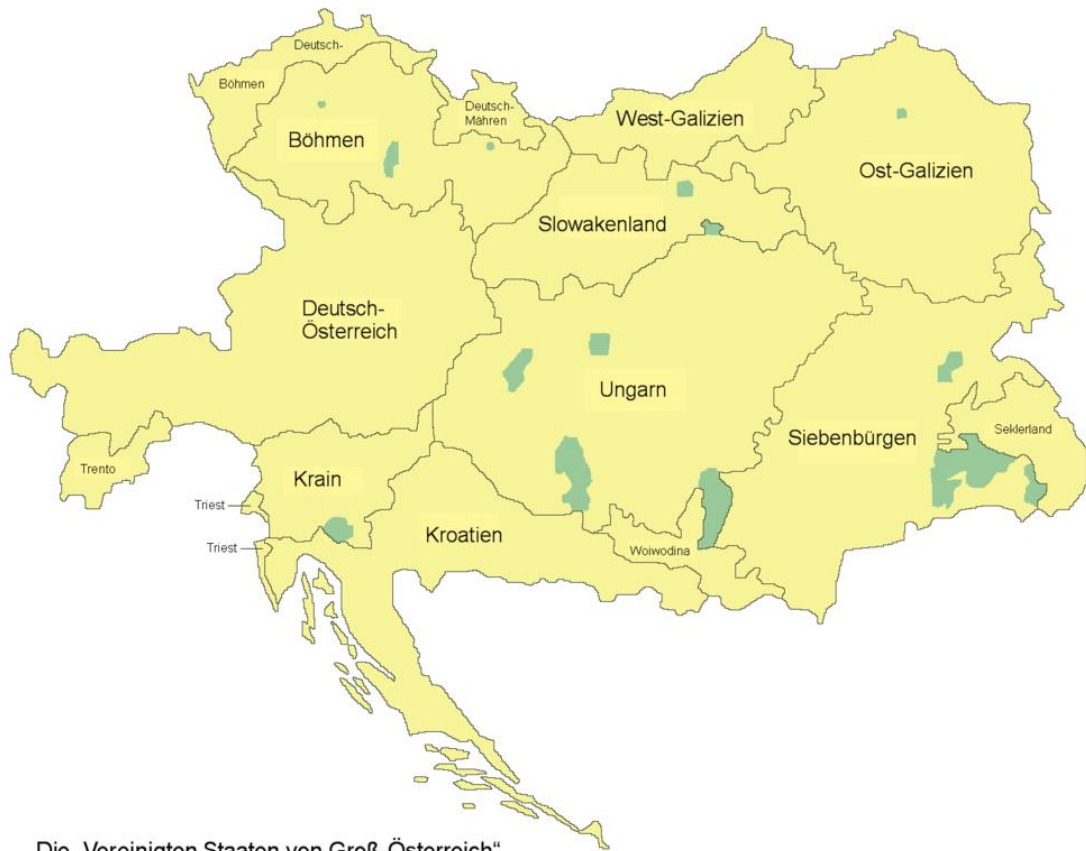 Deutsch-
Böhmen
Deutsch-
Mähren
Böhmen
West-Galizien
Ost-Galizien
Slowakenland
Deutsch-
Österreich
Ungarn
Siebenbürgen
Seklerland
Trento
Krain
Triest
Triest
Kroatien
Woiwodina
Die „Vereinigten Staaten von Groß-Österreich“